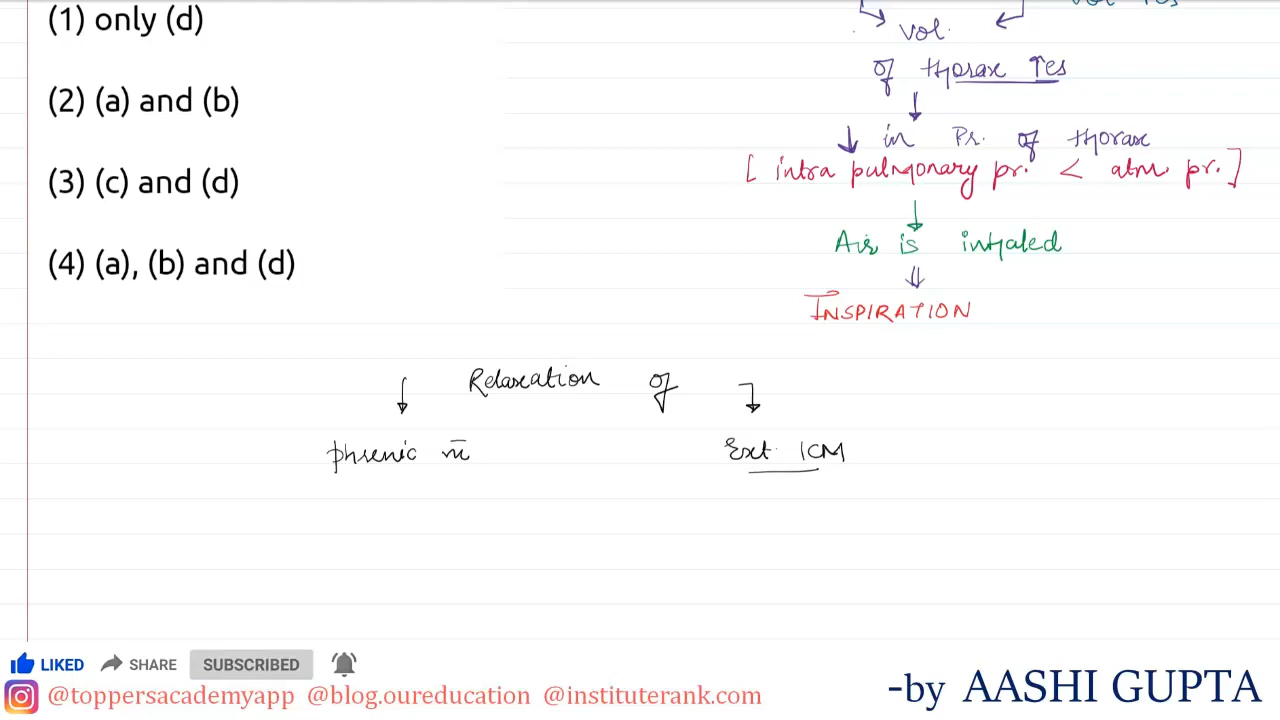 (1) only (d)
(2) (a) and (b)
(3) (c) and (d)
(4) (a), (b) and (d)
vol.
of thorax ↑es
↓ in Pr. of thorax
[ intra pulmonary pr. < atm pr. ]
Air is inhaled
INSPIRATION
Relaxation of
phrenic m̄
Ext. ICM
LIKED SHARE SUBSCRIBED
@toppersacademyapp @blog.oureducation @instituterank.com
-by AASHI GUPTA